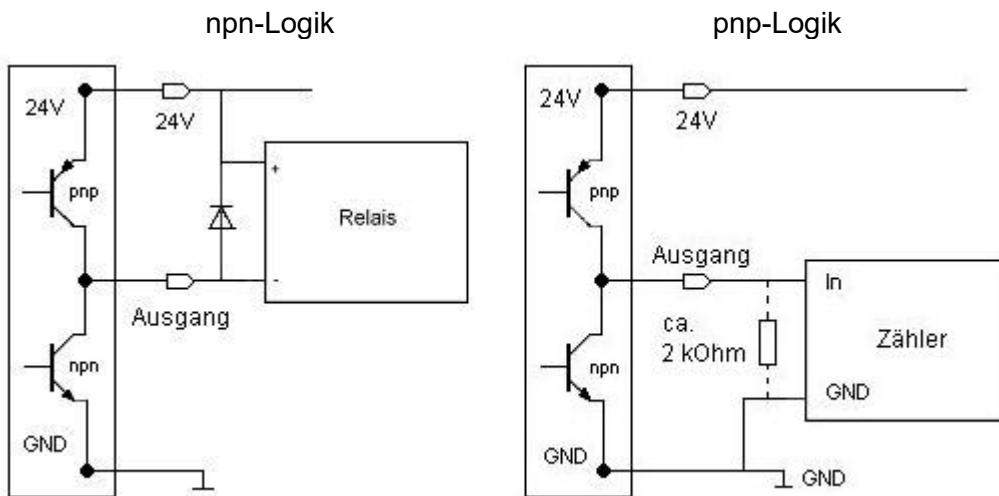 npn-Logik
24V
24V
pnp
+
Relais
-
Ausgang
npn
GND
pnp-Logik
24V
24V
pnp
Ausgang
In
ca.
2 kOhm
Zähler
npn
GND
GND
GND